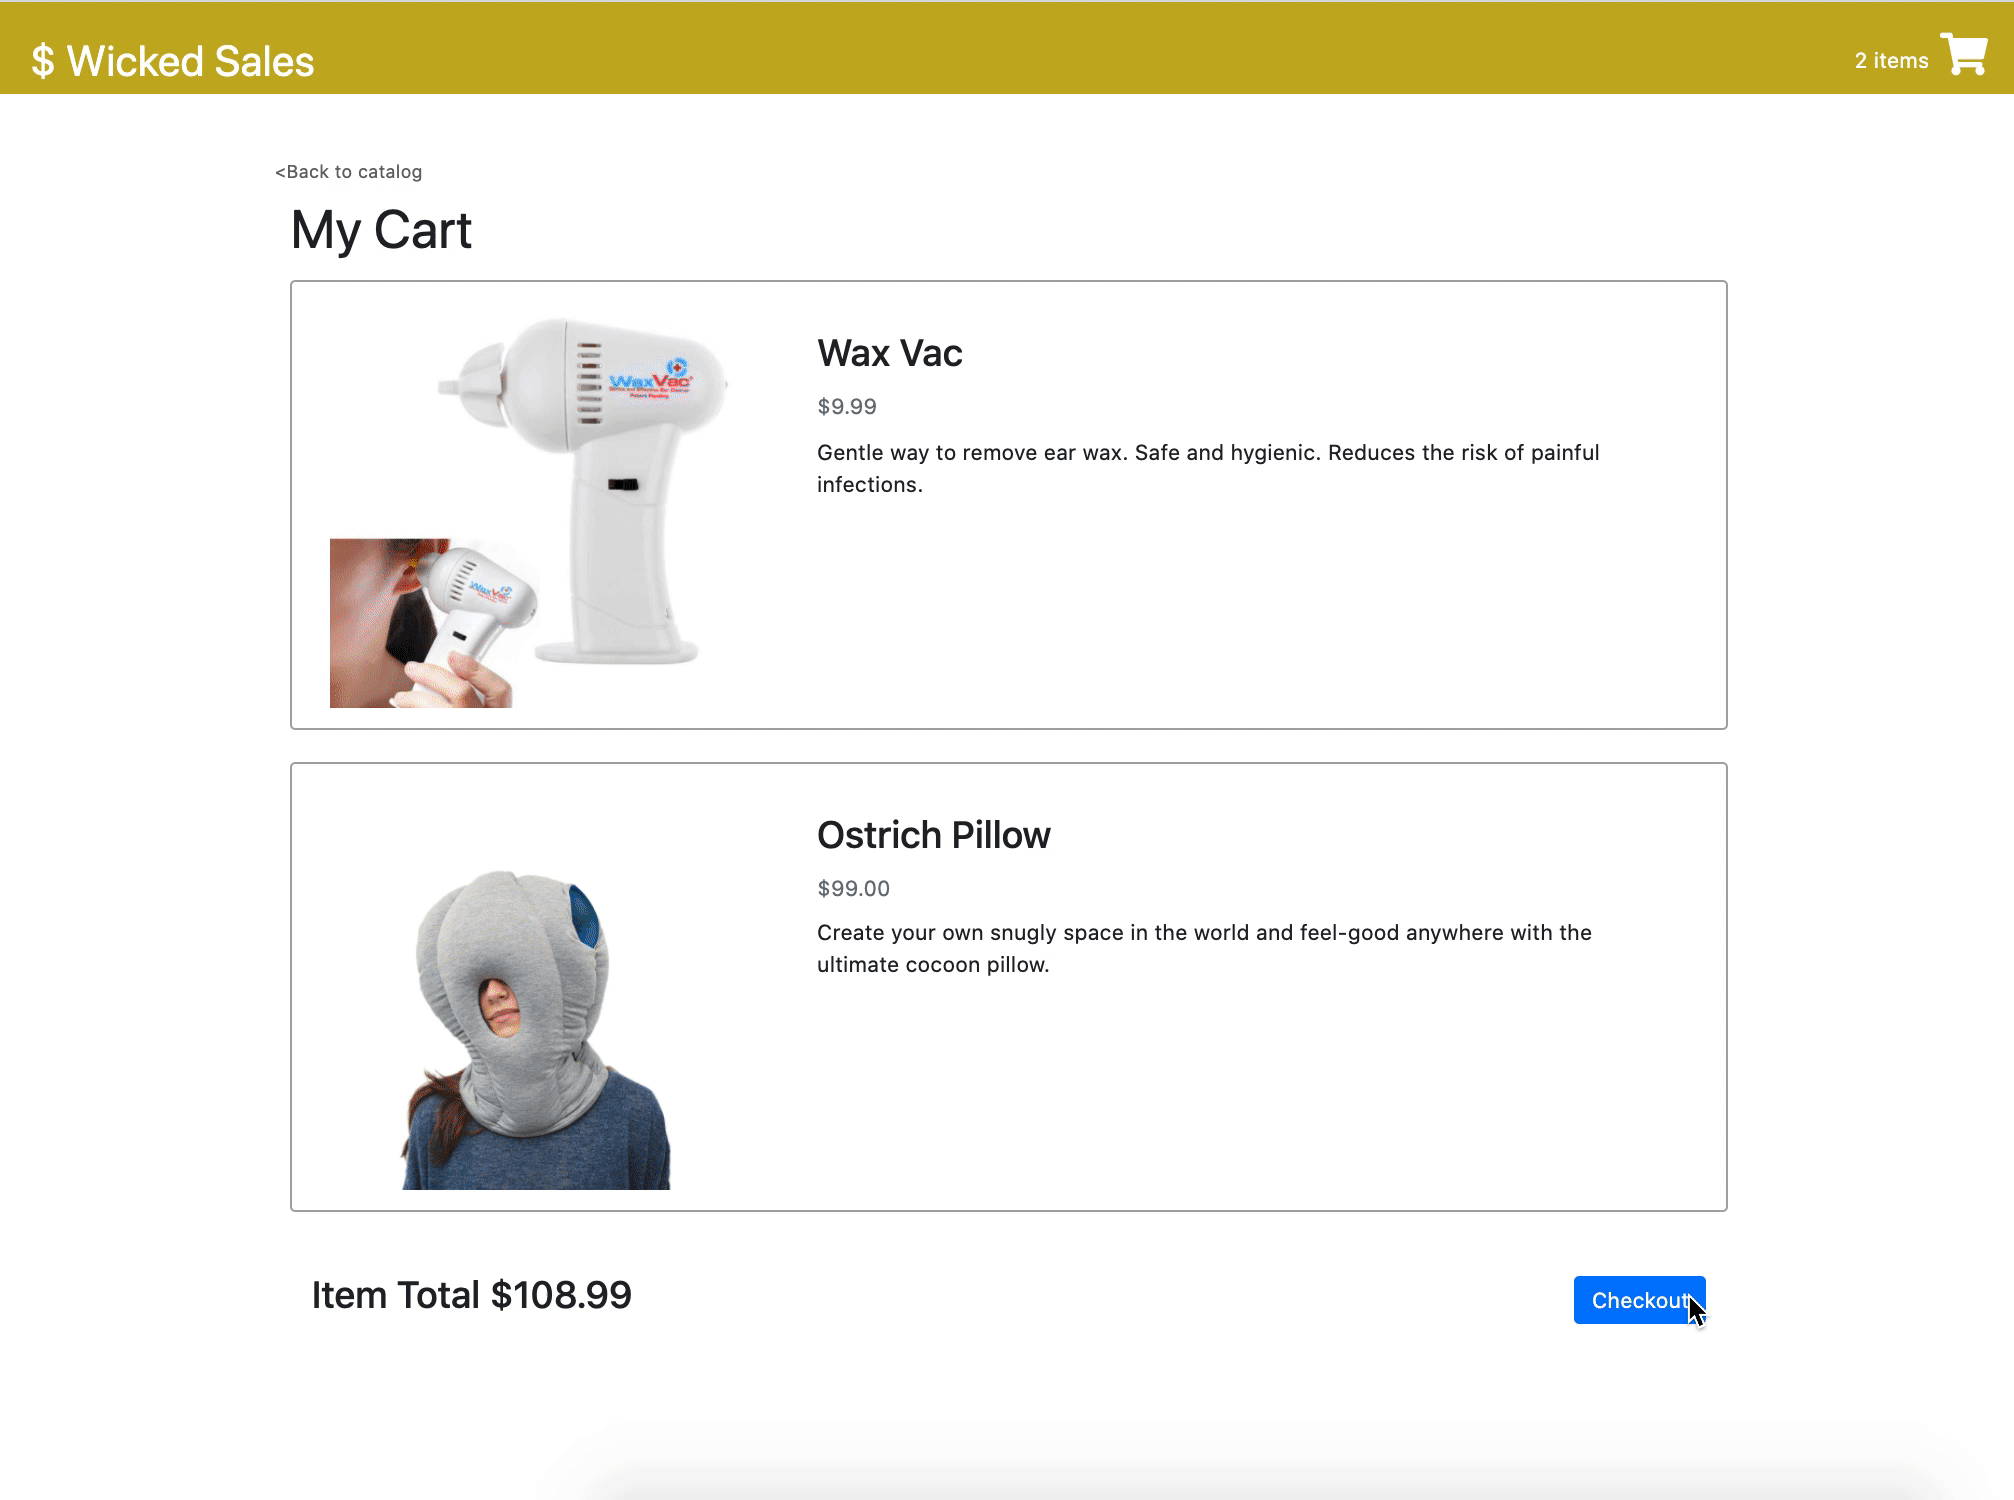 $ Wicked Sales
2 items
<Back to catalog
My Cart
WaxVac
Wax Vac
$9.99
Gentle way to remove ear wax. Safe and hygienic. Reduces the risk of painful
infections.
WaxVac
Ostrich Pillow
$99.00
Create your own snugly space in the world and feel-good anywhere with the
ultimate cocoon pillow.
Item Total $108.99
Checkout